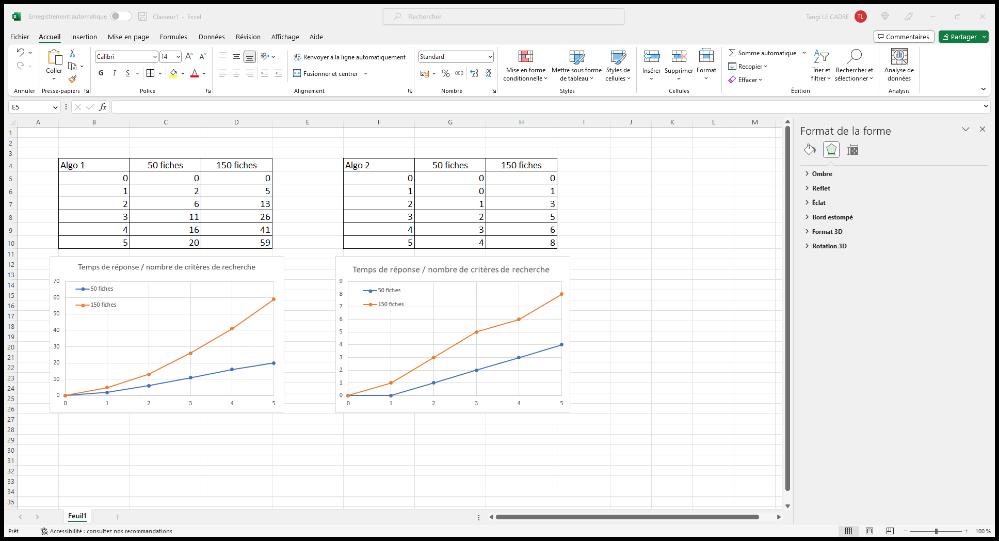 Enregistrement automatique Classeur1 - Excel Rechercher Tangi LE CADRE TL
Fichier Accueil Insertion Mise en page Formules Données Révision Affichage Aide Commentaires Partager
Coller
Calibri 14
G I S A
Renvoyer à la ligne automatiquement
Fusionner et centrer
Standard
% 000
Mise en forme conditionnelle
Mettre sous forme de tableau
Styles de cellules
Insérer Supprimer Format
Somme automatique
Recopier
Effacer
Trier et filtrer
Rechercher et sélectionner
Analyse de données
Annuler Presse-papiers Police Alignement Nombre Styles Cellules Édition Analysis
E5 fx
A B C D E F G H I J K L M
1
2
3
4 Algo 1 50 fiches 150 fiches Algo 2 50 fiches 150 fiches
5 0 0 0 0 0 0
6 1 2 5 1 0 1
7 2 6 13 2 1 3
8 3 11 26 3 2 5
9 4 16 41 4 3 6
10 5 20 59 5 4 8
11
12
13
14
15
16
17
18
19
20
21
22
23
24
25
26
27
28
29
30
31
32
33
34
35
Temps de réponse / nombre de critères de recherche
70
60
50
40
30
20
10
0
50 fiches
150 fiches
0 1 2 3 4 5
Temps de réponse / nombre de critères de recherche
9
8
7
6
5
4
3
2
1
0
50 fiches
150 fiches
0 1 2 3 4 5
Format de la forme
Ombre
Reflet
Éclat
Bord estompé
Format 3D
Rotation 3D
Feuil1
Prêt Accessibilité : consultez nos recommandations 100 %